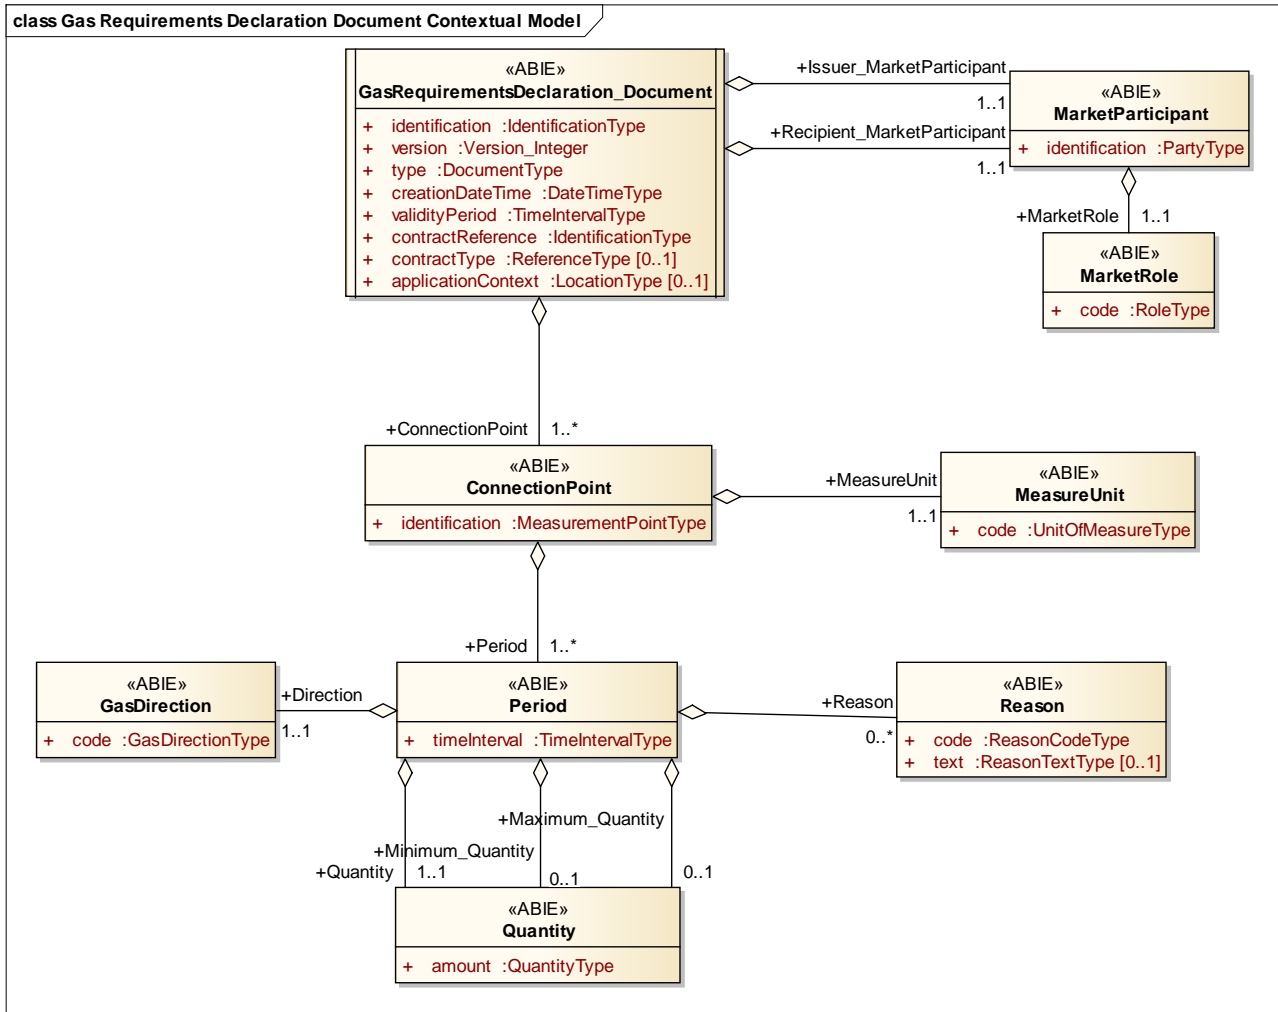 class Gas Requirements Declaration Document Contextual Model
«ABIE»
GasRequirementsDeclaration_Document
+ identification :IdentificationType
+ version :Version_Integer
+ type :DocumentType
+ creationDateTime :DateTimeType
+ validityPeriod :TimeIntervalType
+ contractReference :IdentificationType
+ contractType :ReferenceType [0..1]
+ applicationContext :LocationType [0..1]
+Issuer_MarketParticipant
1..1
+Recipient_MarketParticipant
1..1
«ABIE»
MarketParticipant
+ identification :PartyType
+MarketRole 1..1
«ABIE»
MarketRole
+ code :RoleType
+ConnectionPoint 1..*
«ABIE»
ConnectionPoint
+ identification :MeasurementPointType
+MeasureUnit
1..1
«ABIE»
MeasureUnit
+ code :UnitOfMeasureType
+Period 1..*
«ABIE»
GasDirection
+ code :GasDirectionType
+Direction
1..1
«ABIE»
Period
+ timeInterval :TimeIntervalType
+Reason
0..*
«ABIE»
Reason
+ code :ReasonCodeType
+ text :ReasonTextType [0..1]
+Maximum_Quantity
+Minimum_Quantity
+Quantity 1..1
0..1
0..1
«ABIE»
Quantity
+ amount :QuantityType